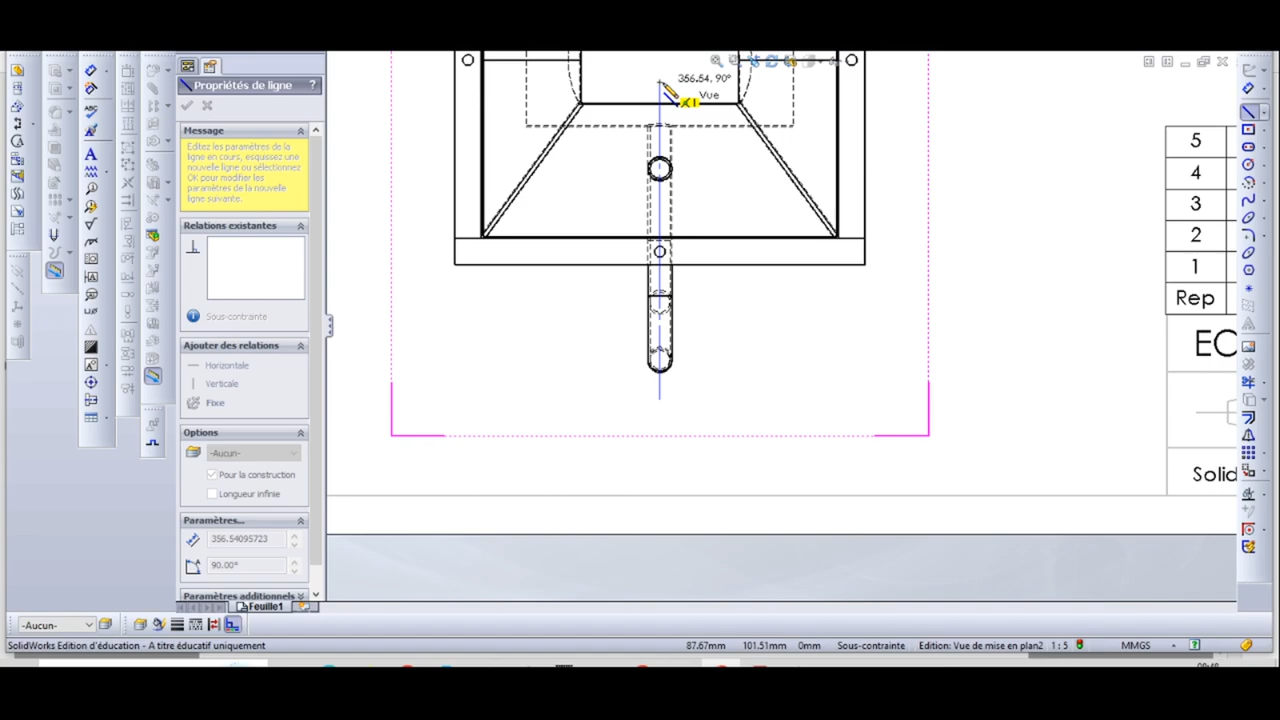 Propriétés de ligne ?
Message
Editez les paramètres de la
ligne en cours, esquissez une
nouvelle ligne ou sélectionnez
OK pour modifier les
paramètres de la nouvelle
ligne suivante.
Relations existantes
Sous-contrainte
Ajouter des relations
Horizontale
Verticale
Fixe
Options
-Aucun-
Pour la construction
Longueur infinie
Paramètres...
356.54095723
90.00°
Paramètres additionnels
Feuille1
-Aucun-
356.54, 90°
Vue
5
4
3
2
1
Rep
EC
Solid
SolidWorks Edition d'éducation - A titre éducatif uniquement
87.67mm 101.51mm 0mm Sous-contrainte Edition: Vue de mise en plan2 1 : 5 MMGS